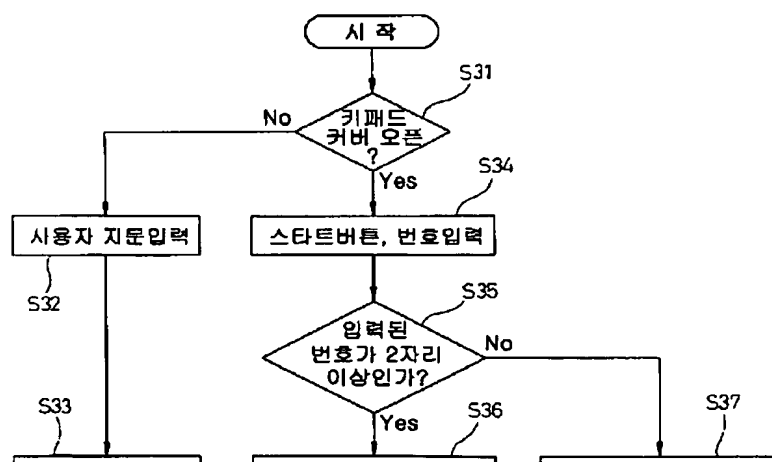 시 작
S31
No
키패드
커버 오픈
?
Yes
S34
사용자 지문입력
스타트버튼, 번호입력
S32
S35
입력된
번호가 2자리
이상인가?
No
S33
Yes
S36
S37